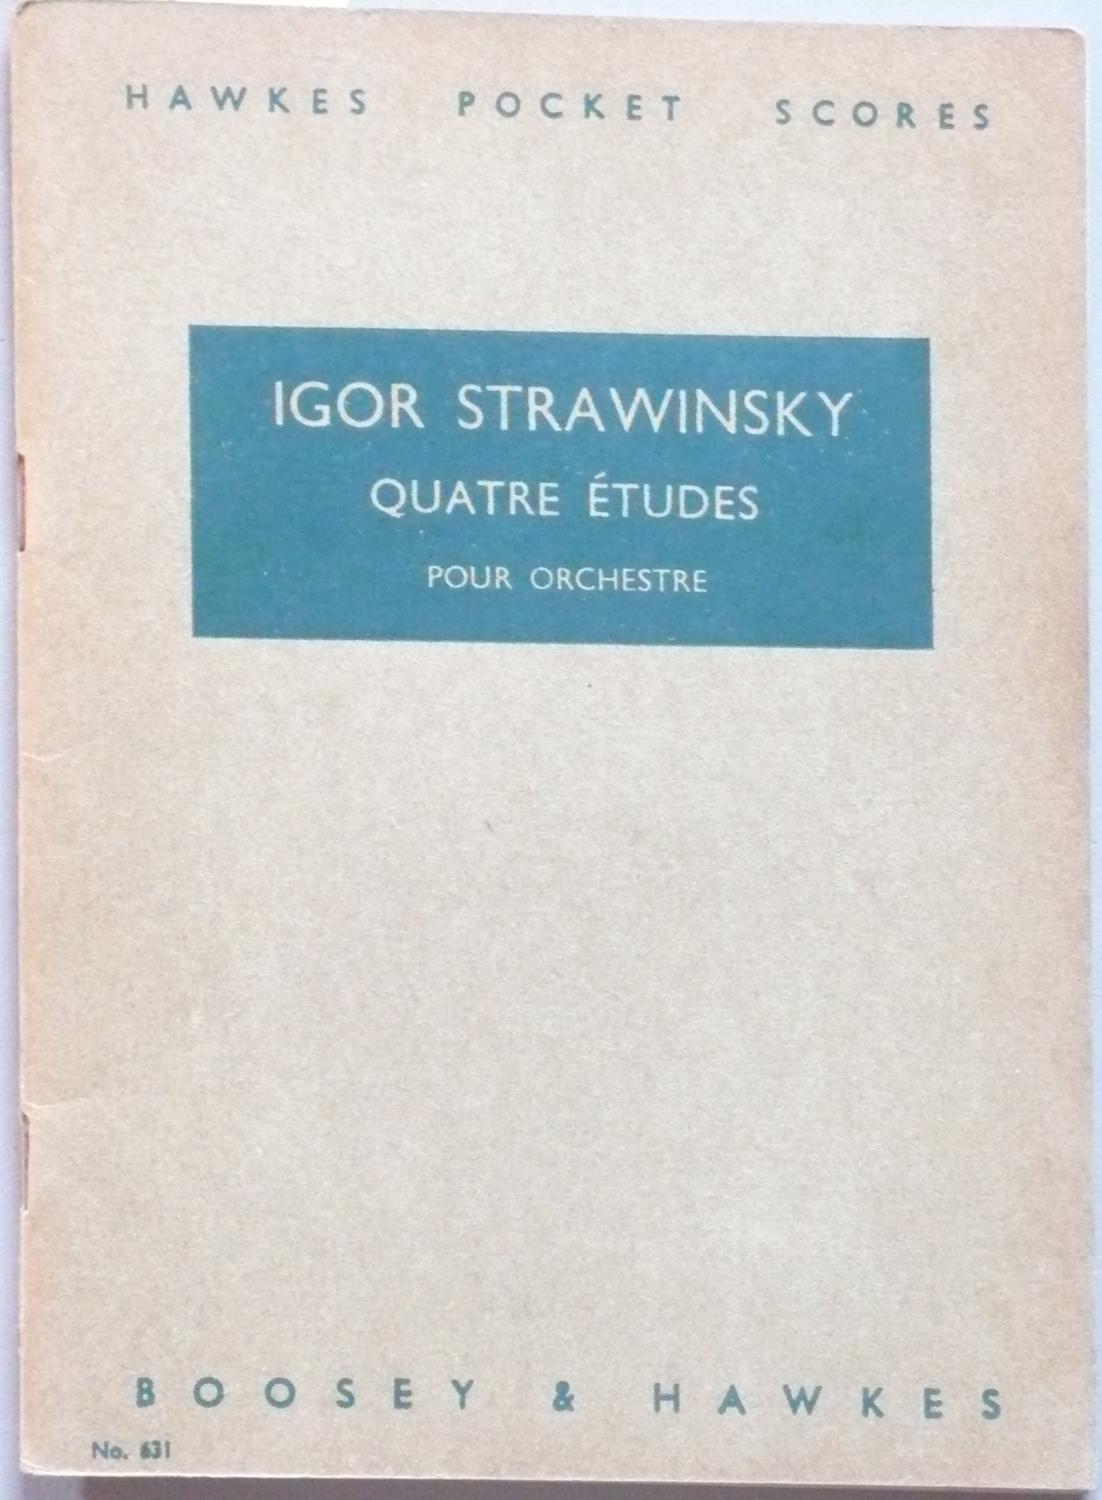 HAWKES POCKET SCORES
IGOR STRAWINSKY
QUATRE ÉTUDES
POUR ORCHESTRE
BOOSEY & HAWKES
No. 631